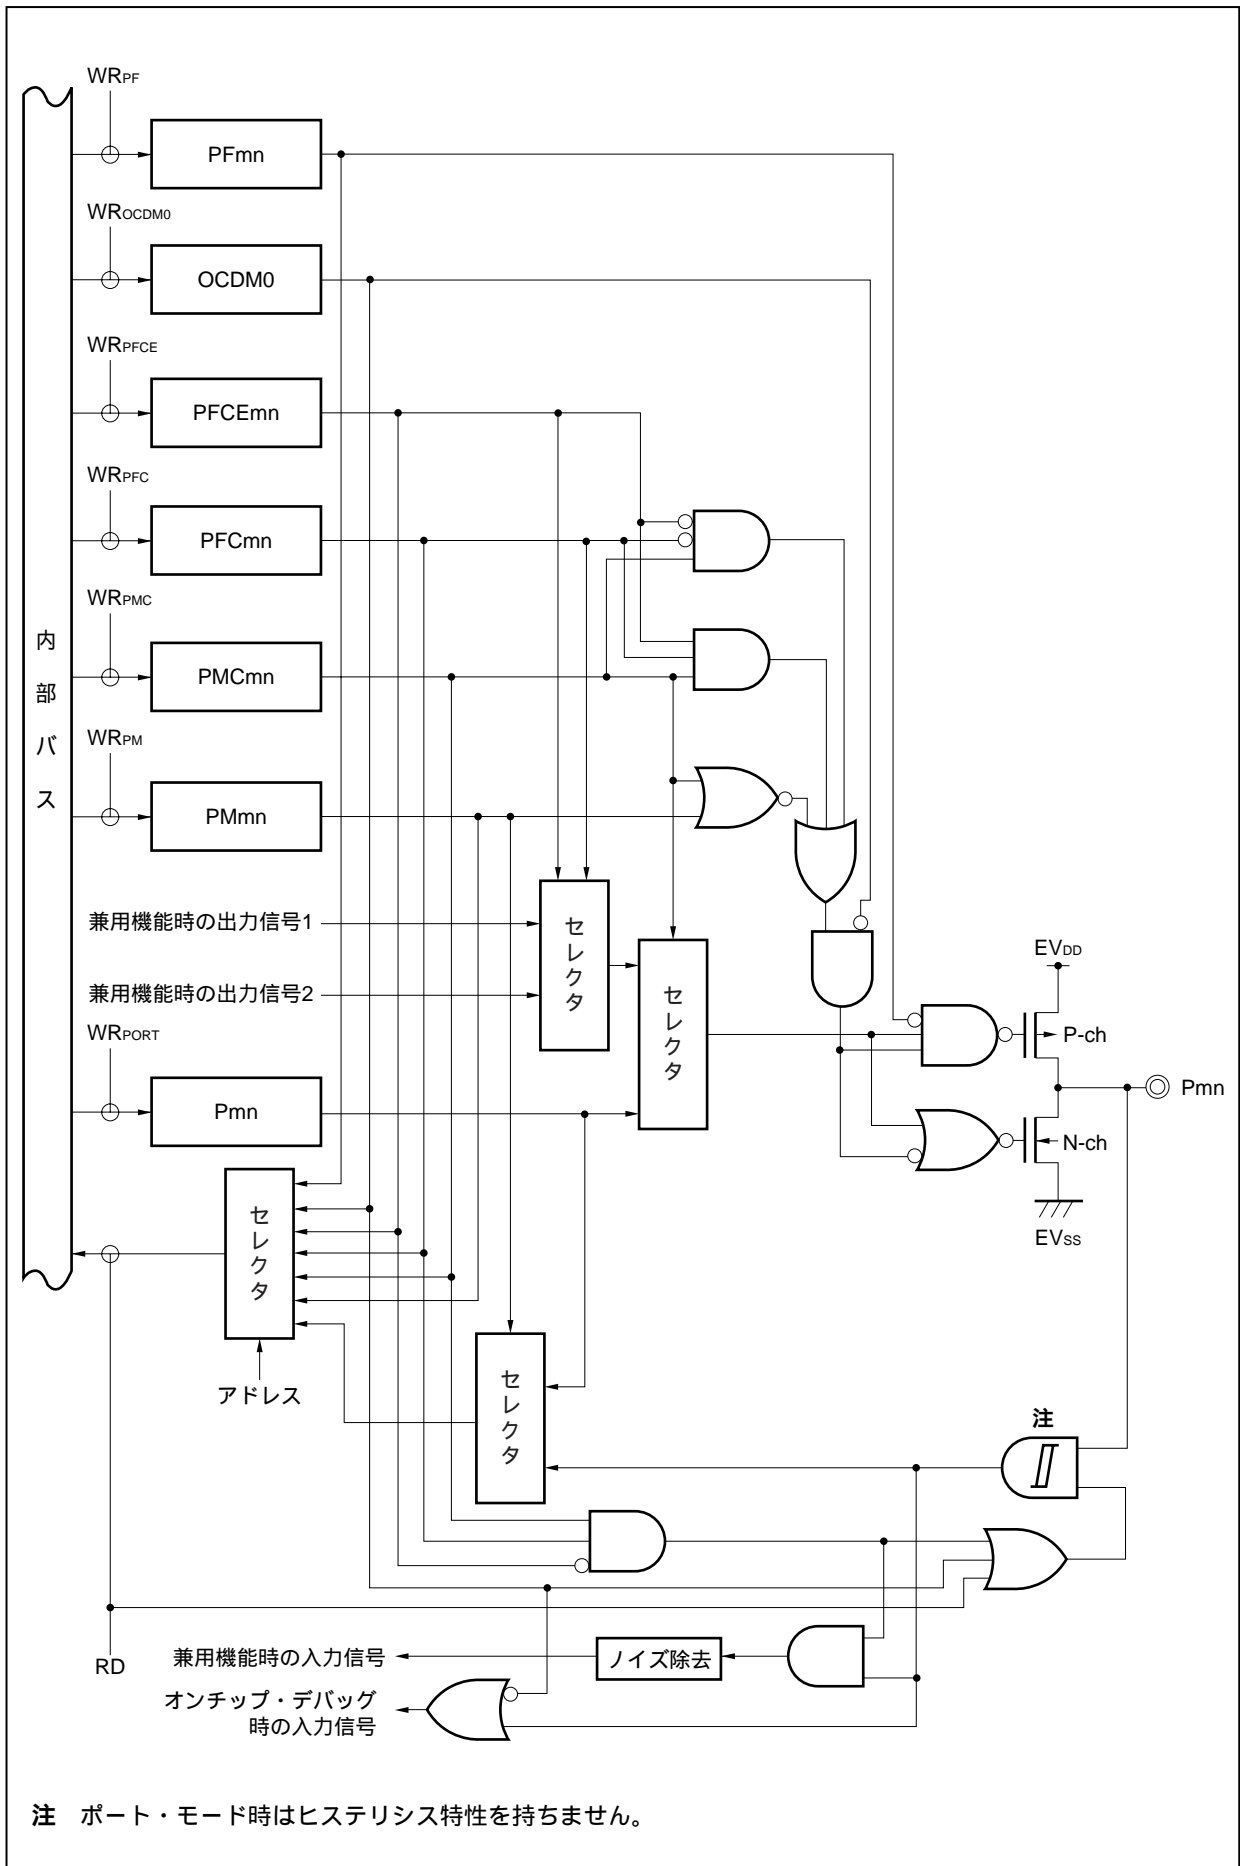 WRPF
PFmn
WROCDM0
OCDM0
WRPFCE
PFCEmn
WRPFC
PFCmn
WRPMC
PMCmn
WRPM
PMmn
内部バス
兼用機能時の出力信号1
兼用機能時の出力信号2
セレクタ
セレクタ
WRPORT
Pmn
EVDD
P-ch
Pmn
N-ch
EVSS
セレクタ
アドレス
セレクタ
注
RD
兼用機能時の入力信号
ノイズ除去
オンチップ・デバッグ
時の入力信号
注 ポート・モード時はヒステリシス特性を持ちません。